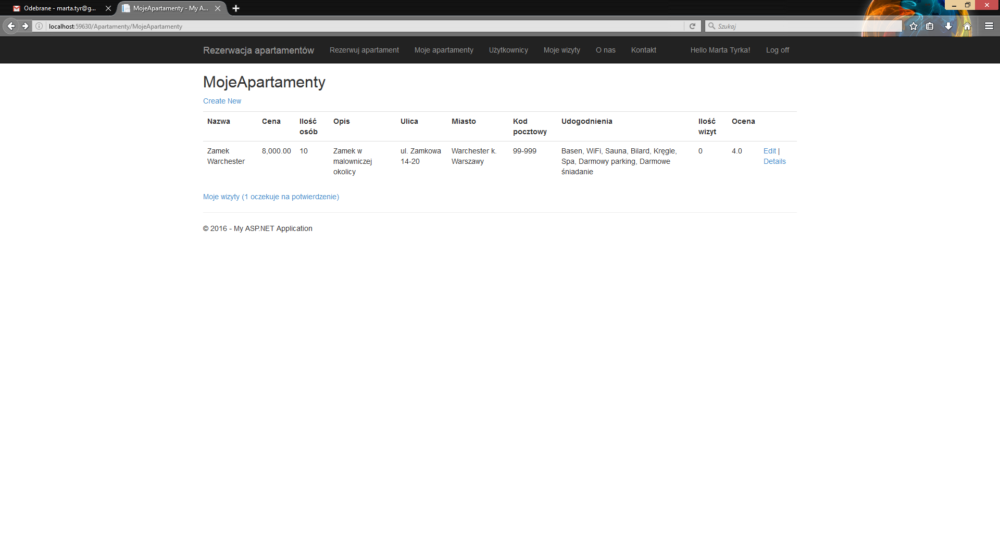 Odebrane - marta.tyr@g...
MojeApartamenty - My A...
localhost:59630/Apartamenty/MojeApartamenty
Szukaj
Rezerwacja apartamentów Rezerwuj apartament Moje apartamenty Użytkownicy Moje wizyty O nas Kontakt Hello Marta Tyrka! Log off
MojeApartamenty
Create New
Nazwa Cena Ilość Opis Ulica Miasto Kod Udogodnienia Ilość Ocena
osób pocztowy wizyt
Zamek 8,000.00 10 Zamek w ul. Zamkowa Warchester k. 99-999 Basen, WiFi, Sauna, Bilard, Kręgle, 0 4.0 Edit |
Warchester malowniczej 14-20 Warszawy Spa, Darmowy parking, Darmowe Details
okolicy śniadanie
Moje wizyty (1 oczekuje na potwierdzenie)
© 2016 - My ASP.NET Application